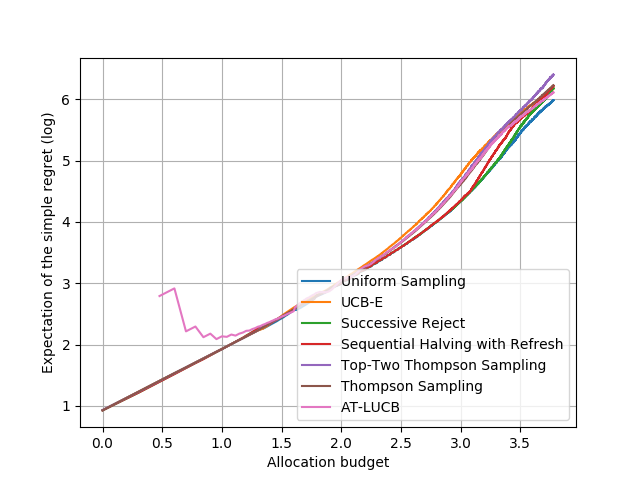 Expectation of the simple regret (log)
6
5
4
3
2
1
Uniform Sampling
UCB-E
Successive Reject
Sequential Halving with Refresh
Top-Two Thompson Sampling
Thompson Sampling
AT-LUCB
0.0 0.5 1.0 1.5 2.0 2.5 3.0 3.5
Allocation budget